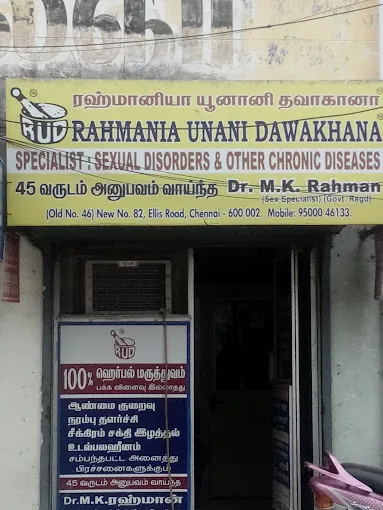 ரஹ்மானியா யூனானி தவாகானா
RUD RAHMANIA UNANI DAWAKHANA
SPECIALIST : SEXUAL DISORDERS & OTHER CHRONIC DISEASES
45 வருடம் அனுபவம் வாய்ந்த Dr. M.K. Rahman
(Sex Specialist) (Govt. Regd)
(Old No. 46) New No. 82, Ellis Road, Chennai - 600 002. Mobile: 95000 46133.
RUD
100% ஹெர்பல் மருத்துவம்
பக்க விளைவு இல்லாதது
ஆண்மை குறைவு
நரம்பு தளர்ச்சி
சீக்கிரம் சக்தி இழத்தல்
உடல்பலஹீனம்
சம்பந்தபட்ட அனைத்து
பிரச்சனைகளுக்கும்
45 வருடம் அனுபவம் வாய்ந்த
Dr.M.K.ரஹ்மான்